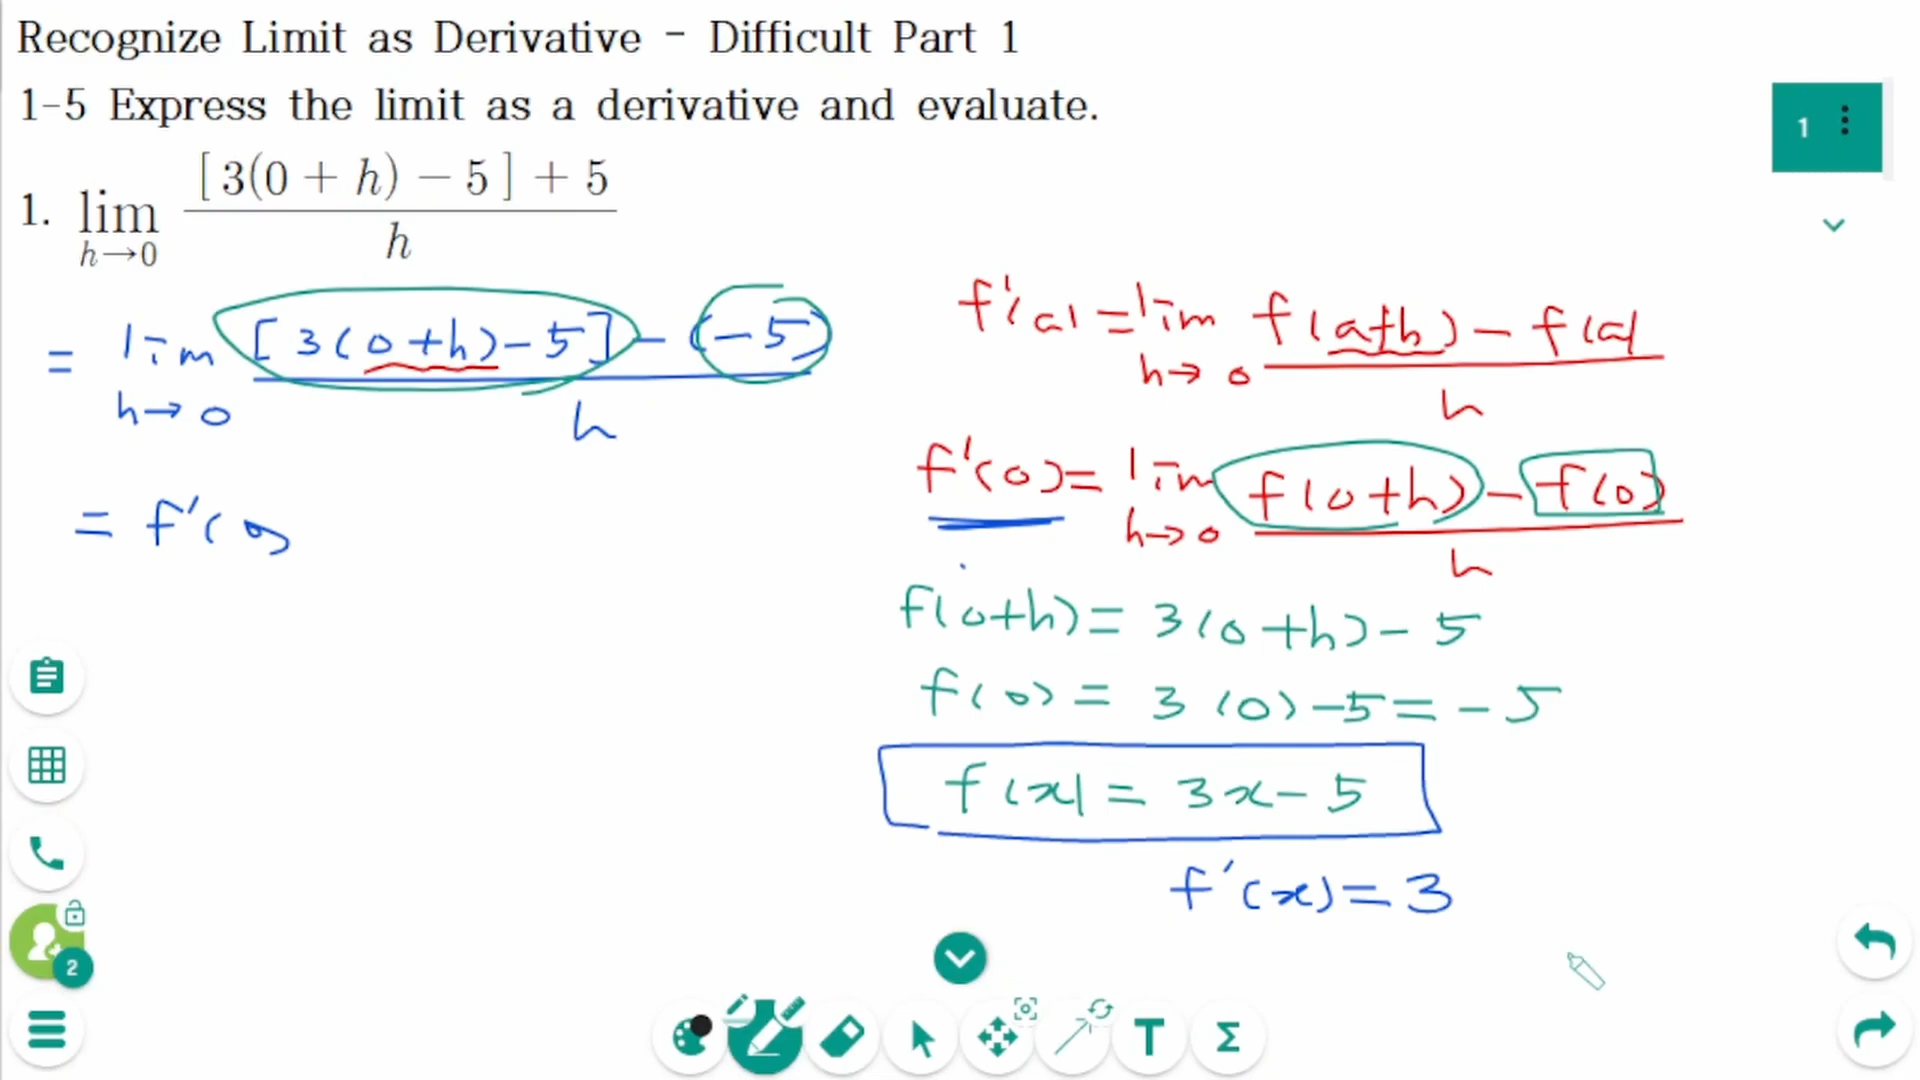 Recognize Limit as Derivative - Difficult Part 1
1-5 Express the limit as a derivative and evaluate.
1. lim h→0 [3(0 + h) − 5] + 5 / h
= lim h→0 [3(0+h)-5] - (-5) / h
= f'(0)
f'(a) = lim h→0 f(a+h) - f(a) / h
f'(0) = lim h→0 f(0+h) - f(0) / h
f(0+h) = 3(0+h) - 5
f(0) = 3(0) -5 = -5
f(x) = 3x - 5
f'(x) = 3
1
2
T
Σ